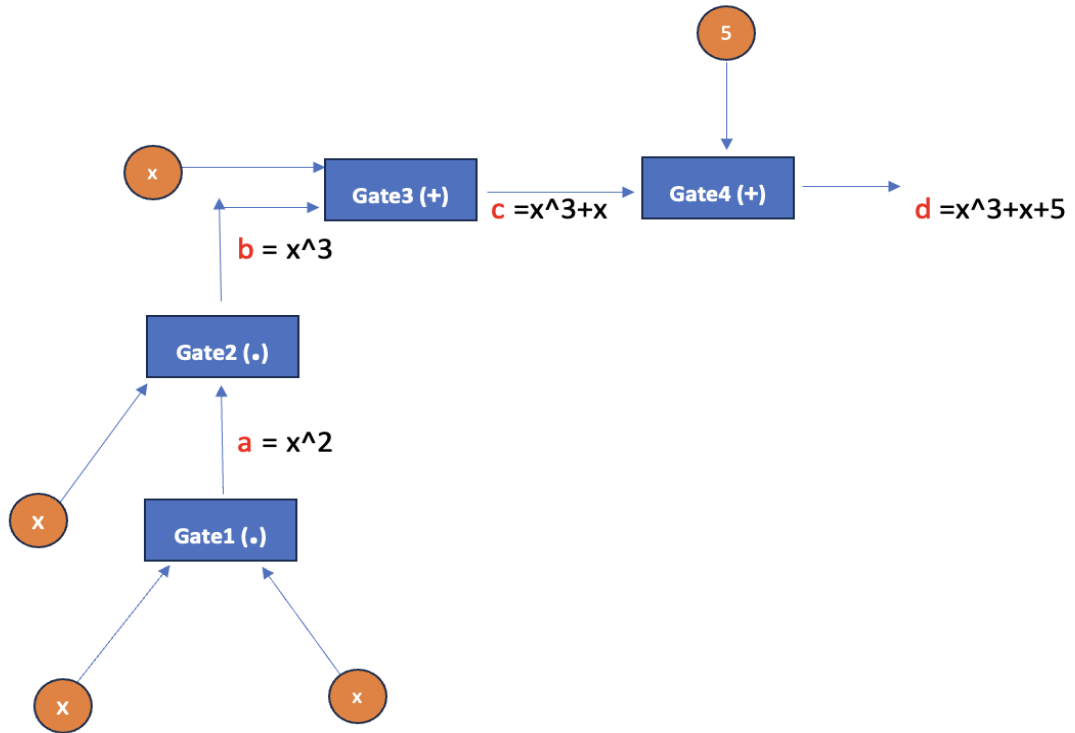 5
x
Gate3 (+)
Gate4 (+)
c =x^3+x
d =x^3+x+5
b = x^3
Gate2 (.)
a = x^2
x
Gate1 (.)
x
x